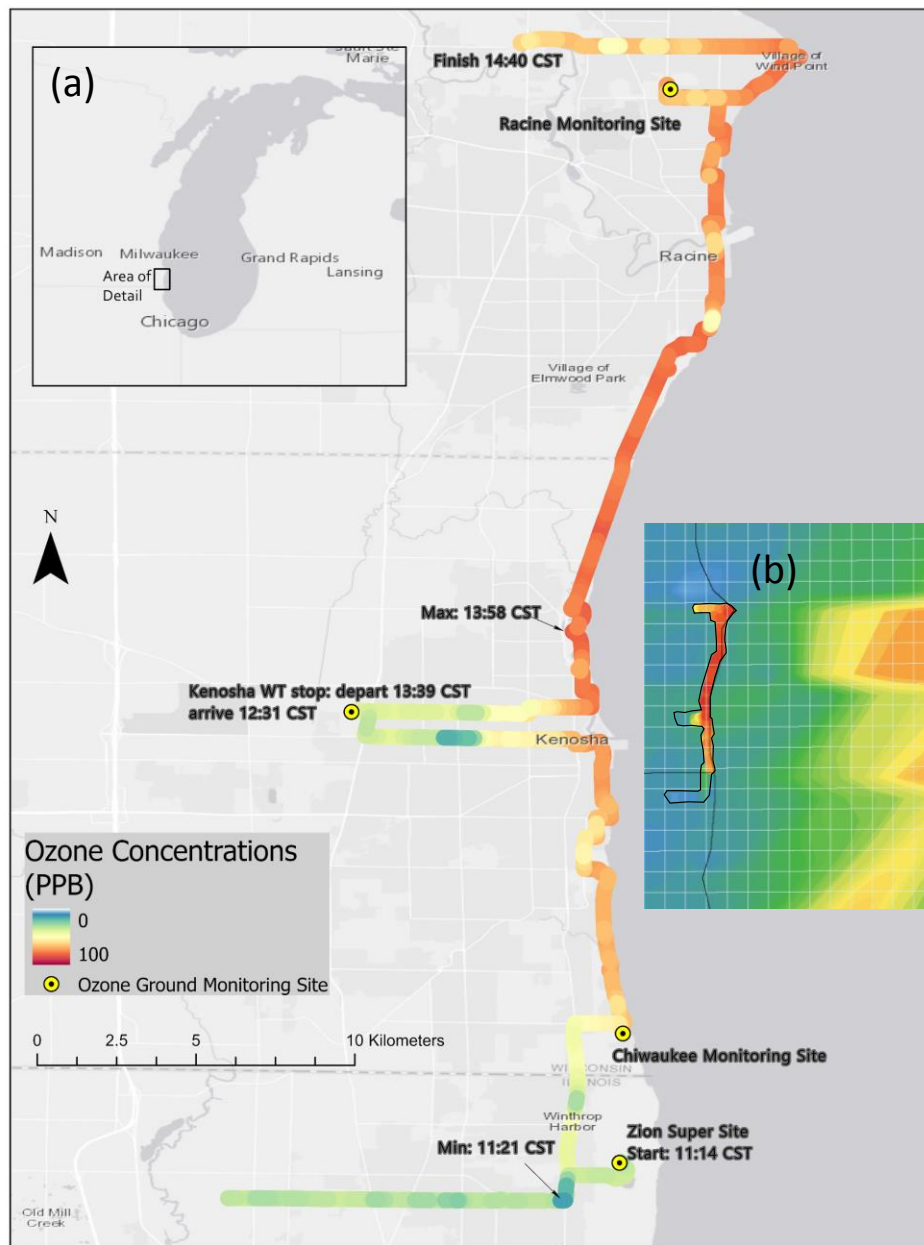 (a)
Sault Ste
Marie
Madison
Milwaukee
Grand Rapids
Lansing
Area of
Detail
Chicago
Finish 14:40 CST
Village of
Wind Point
Racine Monitoring Site
Racine
Village of
Elmwood Park
N
(b)
Max: 13:58 CST
Kenosha WT stop: depart 13:39 CST
arrive 12:31 CST
Kenosha
Ozone Concentrations
(PPB)
0
100
Ozone Ground Monitoring Site
0
2.5
5
10 Kilometers
Chiwaukee Monitoring Site
WISCONSIN
ILLINOIS
Winthrop
Harbor
Zion Super Site
Start: 11:14 CST
Min: 11:21 CST
Old Mill
Creek